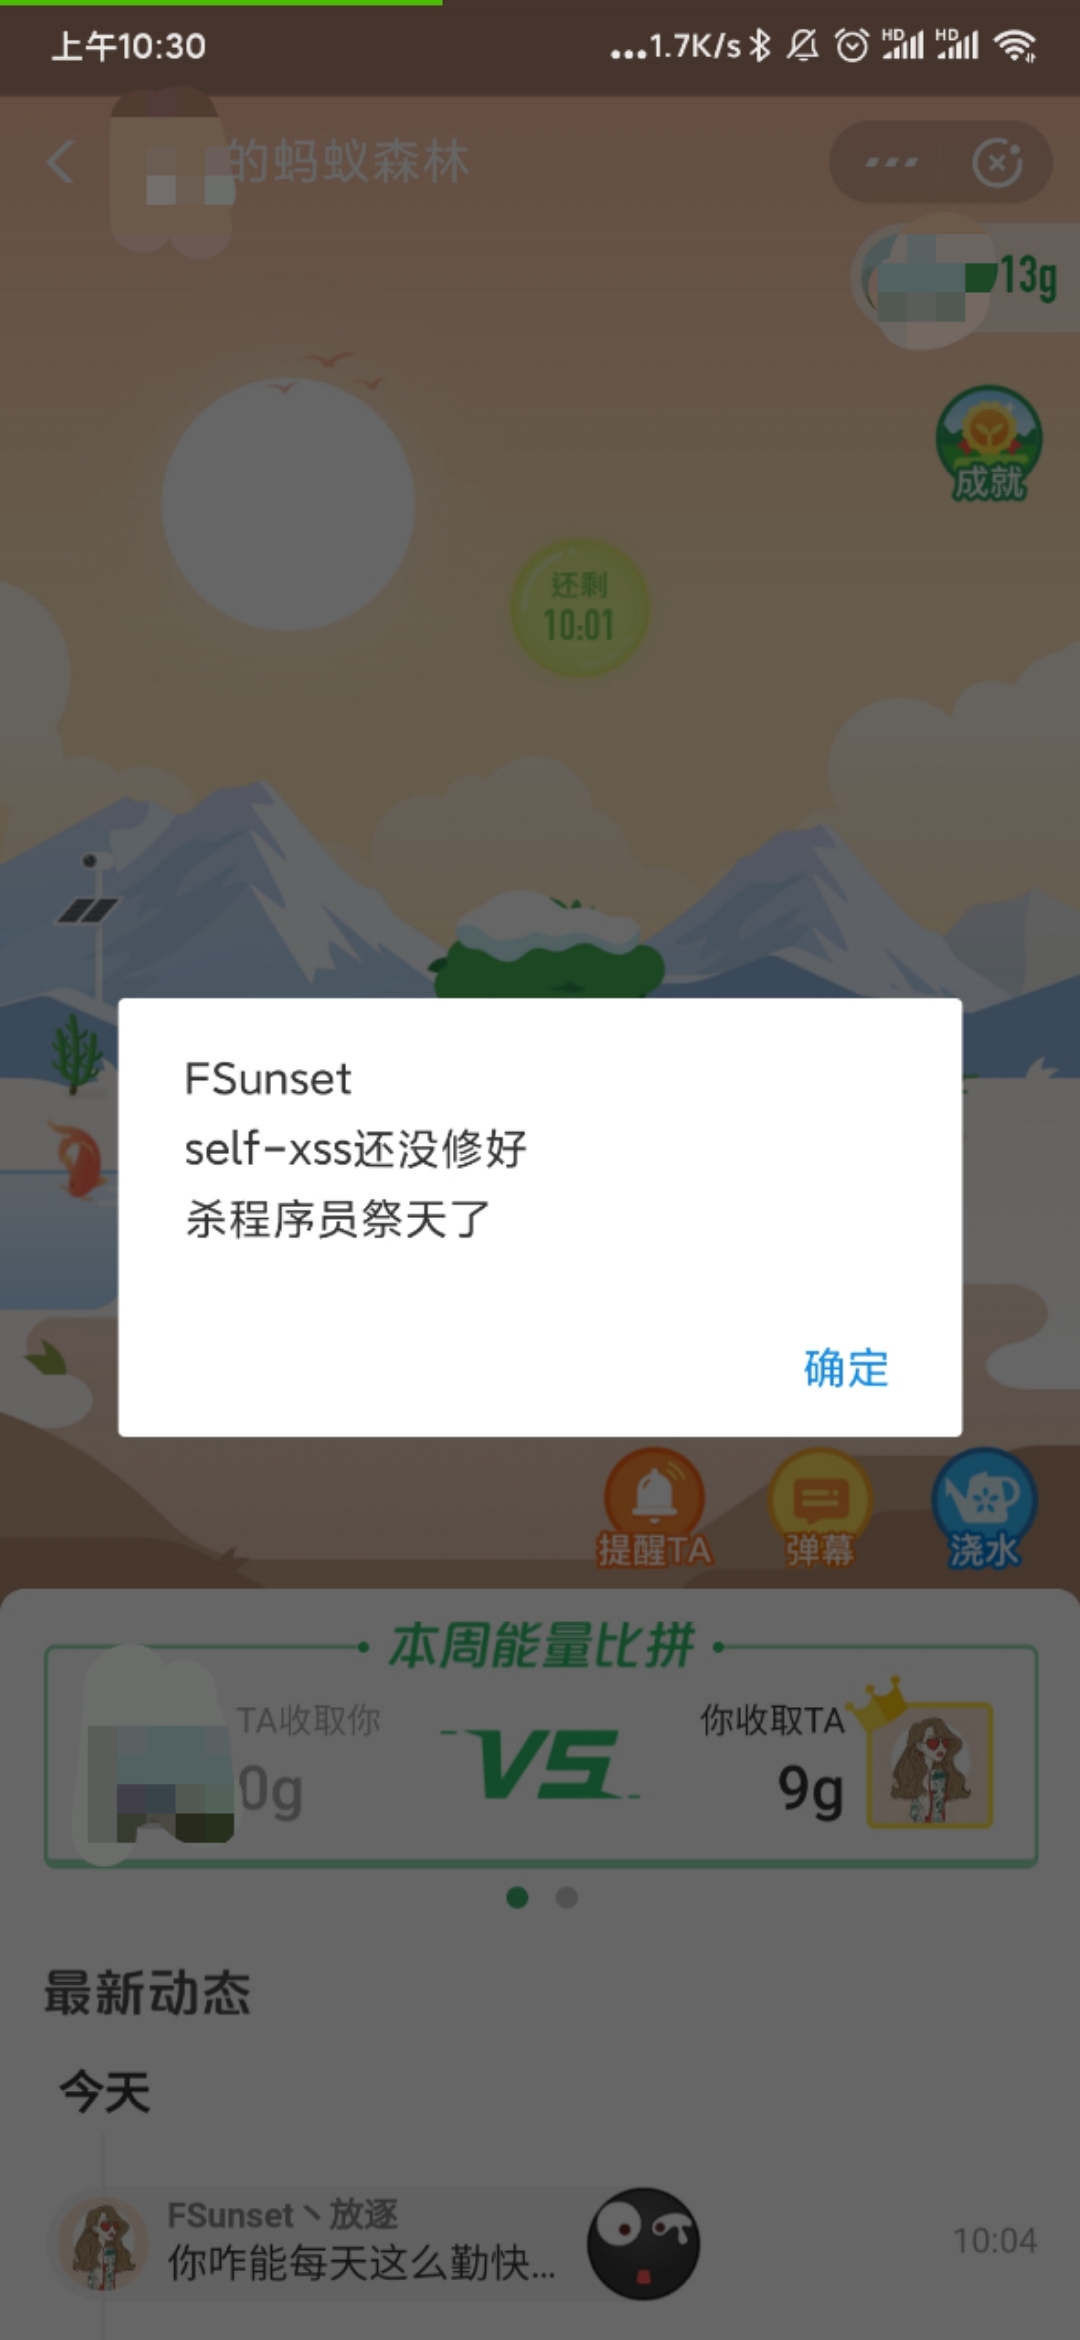 上午10:30
...1.7K/s
HD
HD
的蚂蚁森林
13g
成就
还剩
10:01
FSunset
self-xss还没修好
杀程序员祭天了
确定
提醒TA
弹幕
浇水
本周能量比拼
TA收取你
0g
VS
你收取TA
9g
最新动态
今天
FSunset丶放逐
你咋能每天这么勤快...
10:04